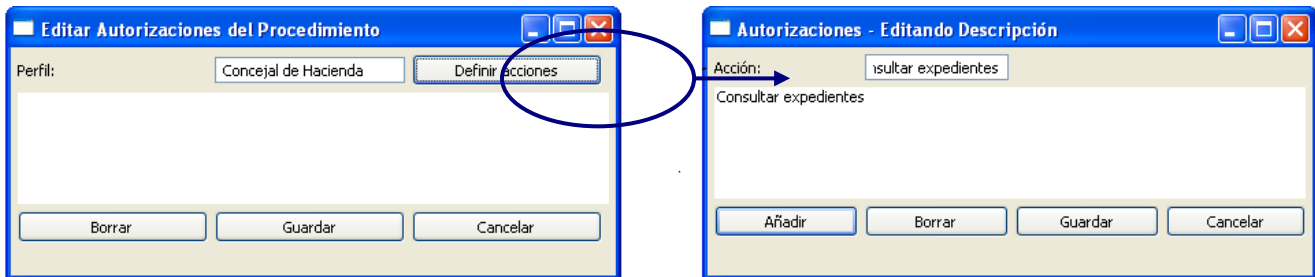 Editar Autorizaciones del Procedimiento
Perfil:
Concejal de Hacienda
Definir acciones
Borrar
Guardar
Cancelar
Autorizaciones - Editando Descripción
Acción:
nsultar expedientes
Consultar expedientes
Añadir
Borrar
Guardar
Cancelar